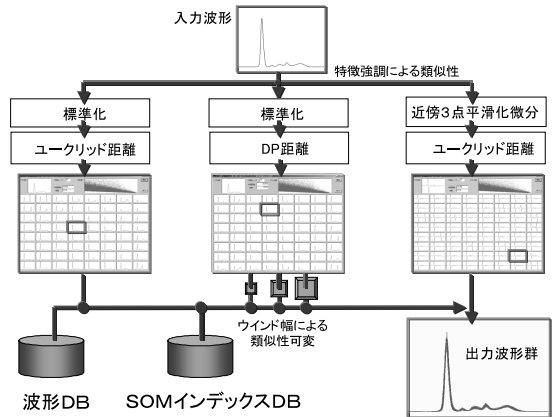 入力波形
特徴強調による類似性
標準化
標準化
近傍3点平滑化微分
ユークリッド距離
DP距離
ユークリッド距離
ウインド幅による
類似性可変
波形DB
SOMインデックスDB
出力波形群